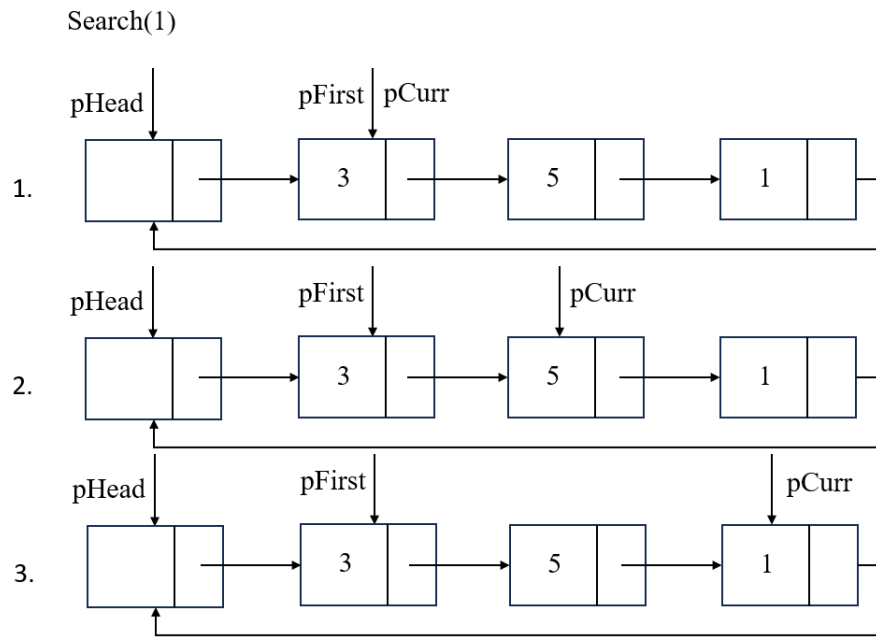 Search(1)
pHead pFirst pCurr
1. 3 5 1
pHead pFirst pCurr
2. 3 5 1
pHead pFirst pCurr
3. 3 5 1